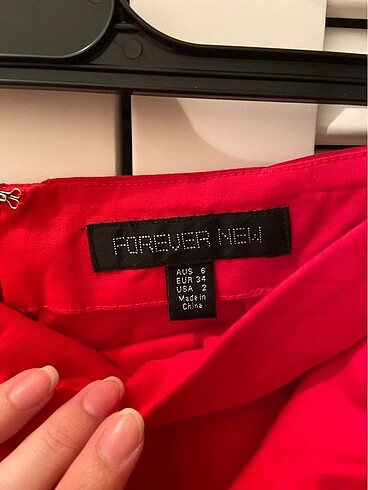 FOREVER NEW
AUS 6
EUR 34
USA 2
Made in
China